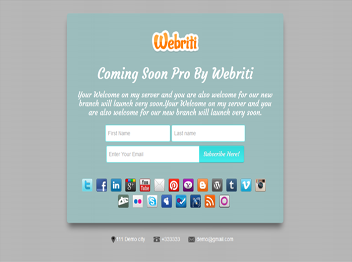 Webriti
Coming Soon Pro By Webriti
Your Welcome on my server and you are also welcome for our new
branch will launch very soon.Your Welcome on my server and you
are also welcome for our new branch will launch very soon.
First Name
Last name
Enter Your Email
Subscribe Here!
Demo city
demo@gmail.com